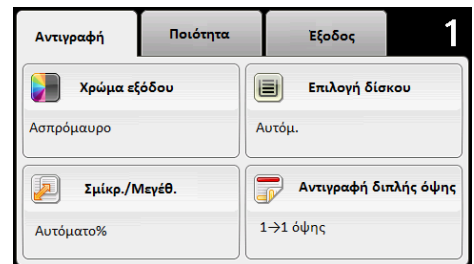 Αντιγραφή Ποιότητα Έξοδος 1
Χρώμα εξόδου Επιλογή δίσκου
Ασπρόμαυρο Αυτόμ.
Σμίκρ./Μεγέθ. Αντιγραφή διπλής όψης
Αυτόματο% 1→1 όψης